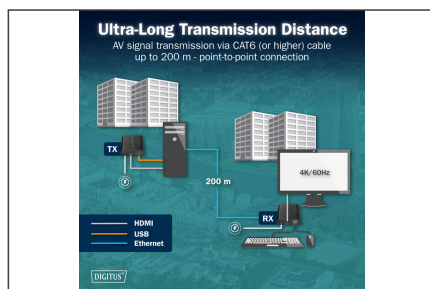 Ultra-Long Transmission Distance
AV signal transmission via CAT6 (or higher) cable
up to 200 m - point-to-point connection
TX
4K/60Hz
200 m
RX
HDMI
USB
Ethernet
DIGITUS®